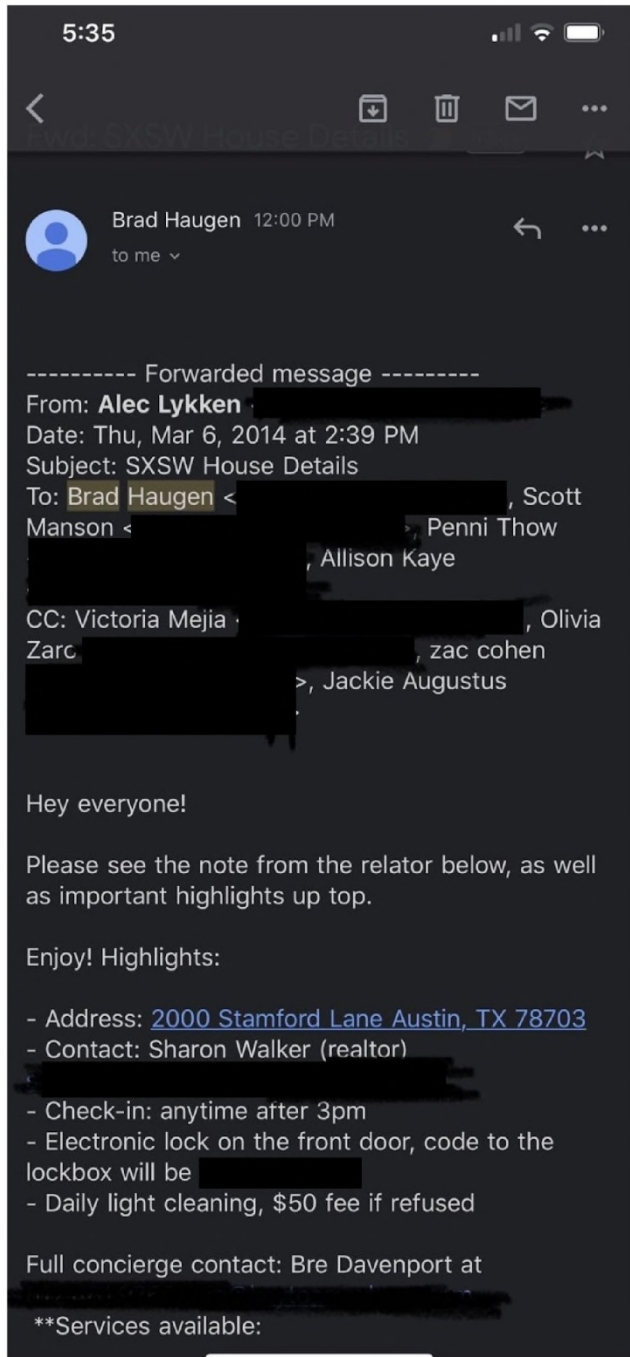 5:35
Fwd: SXSW House Details
Brad Haugen 12:00 PM
to me
---------- Forwarded message ---------
From: Alec Lykken
Date: Thu, Mar 6, 2014 at 2:39 PM
Subject: SXSW House Details
To: Brad Haugen < , Scott
Manson < >, Penni Thow
, Allison Kaye
CC: Victoria Mejia , Olivia
Zaro , zac cohen
>, Jackie Augustus
Hey everyone!
Please see the note from the relator below, as well
as important highlights up top.
Enjoy! Highlights:
- Address: 2000 Stamford Lane Austin, TX 78703
- Contact: Sharon Walker (realtor)
- Check-in: anytime after 3pm
- Electronic lock on the front door, code to the
lockbox will be
- Daily light cleaning, $50 fee if refused
Full concierge contact: Bre Davenport at
**Services available: